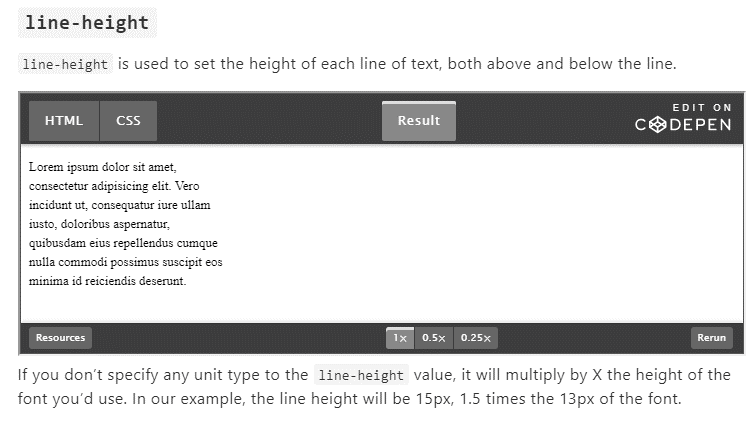 line-height
line-height is used to set the height of each line of text, both above and below the line.
HTML CSS Result EDIT ON
CODEPEN
Lorem ipsum dolor sit amet,
consectetur adipisicing elit. Vero
incidunt ut, consequatur iure ullam
iusto, doloribus aspernatur,
quibusdam eius repellendus cumque
nulla commodi possimus suscipit eos
minima id reiciendis deserunt.
Resources 1x 0.5x 0.25x Rerun
If you don't specify any unit type to the line-height value, it will multiply by X the height of the
font you'd use. In our example, the line height will be 15px, 1.5 times the 13px of the font.